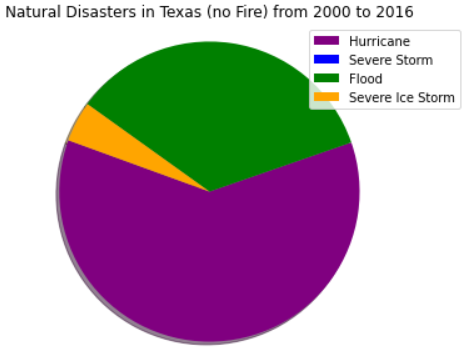 Natural Disasters in Texas (no Fire) from 2000 to 2016
Hurricane
Severe Storm
Flood
Severe Ice Storm